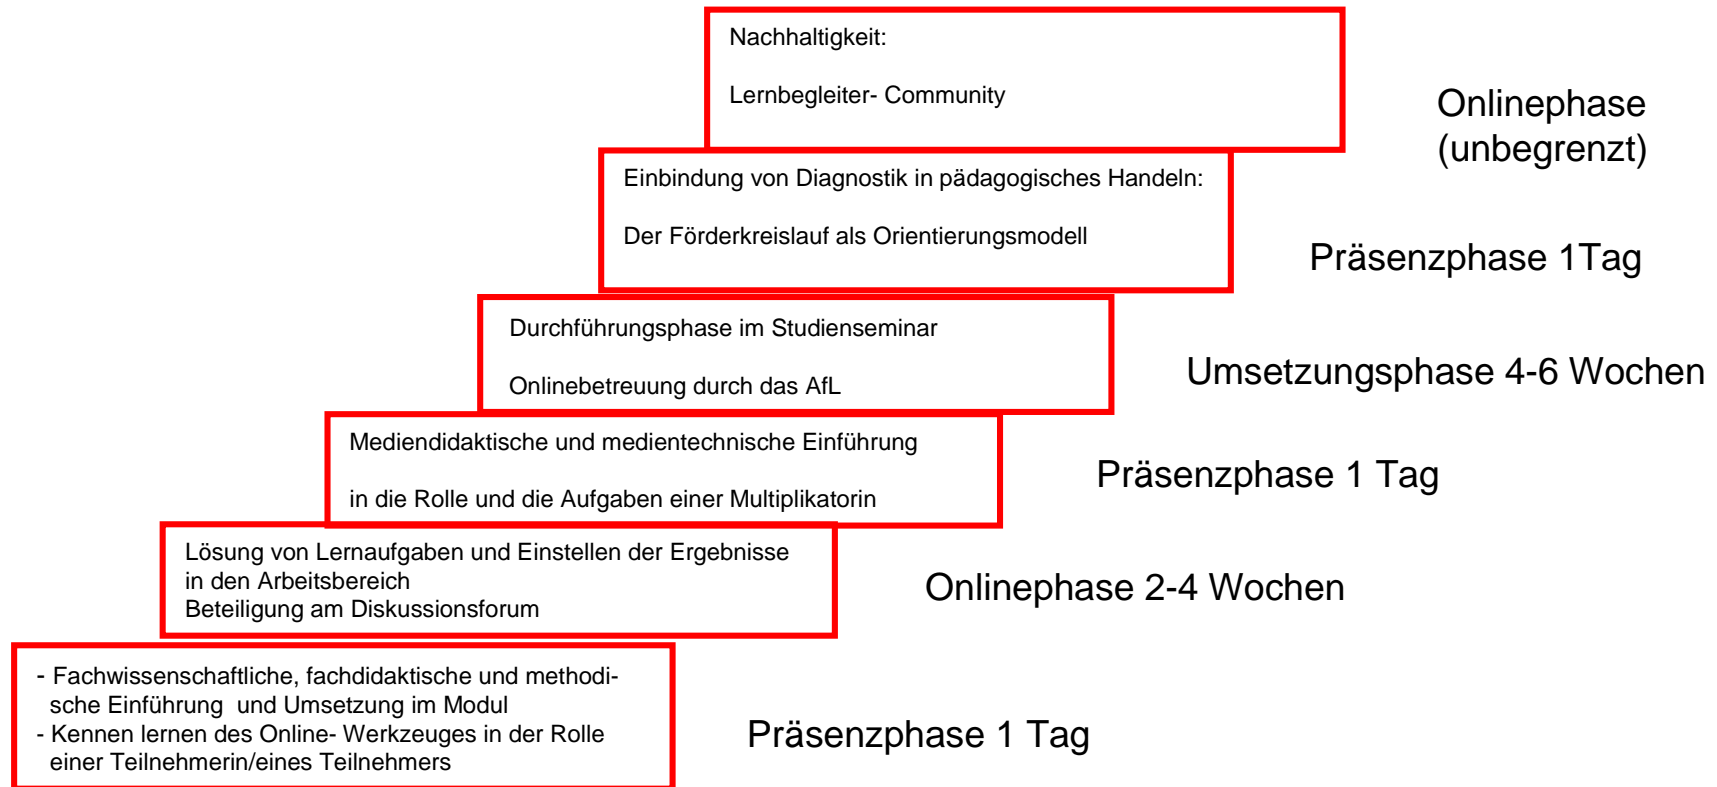 Nachhaltigkeit:
Lernbegleiter- Community
Onlinephase
(unbegrenzt)
Einbindung von Diagnostik in pädagogisches Handeln:
Der Förderkreislauf als Orientierungsmodell
Präsenzphase 1Tag
Durchführungsphase im Studienseminar
Onlinebetreuung durch das AfL
Umsetzungsphase 4-6 Wochen
Mediendidaktische und medientechnische Einführung
in die Rolle und die Aufgaben einer Multiplikatorin
Präsenzphase 1 Tag
Lösung von Lernaufgaben und Einstellen der Ergebnisse
in den Arbeitsbereich
Beteiligung am Diskussionsforum
Onlinephase 2-4 Wochen
- Fachwissenschaftliche, fachdidaktische und methodi-
sche Einführung  und Umsetzung im Modul
- Kennen lernen des Online- Werkzeuges in der Rolle
einer Teilnehmerin/eines Teilnehmers
Präsenzphase 1 Tag